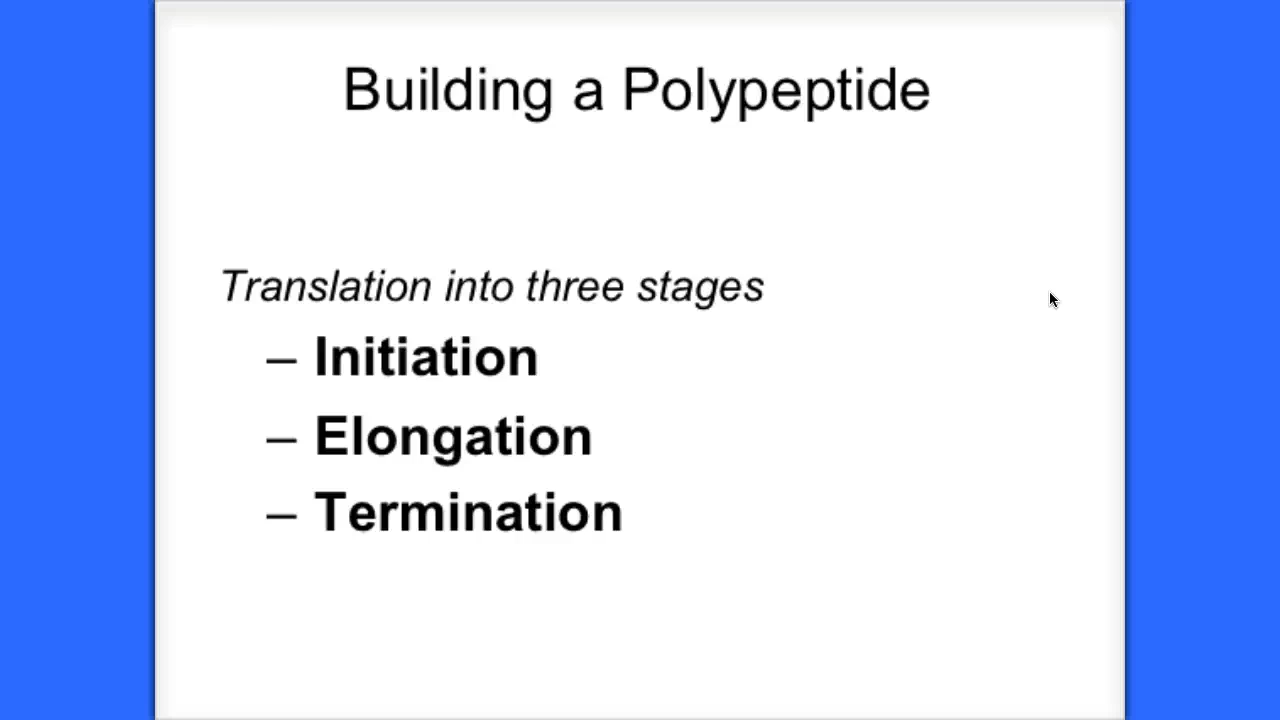 Building a Polypeptide
Translation into three stages
– Initiation
– Elongation
– Termination